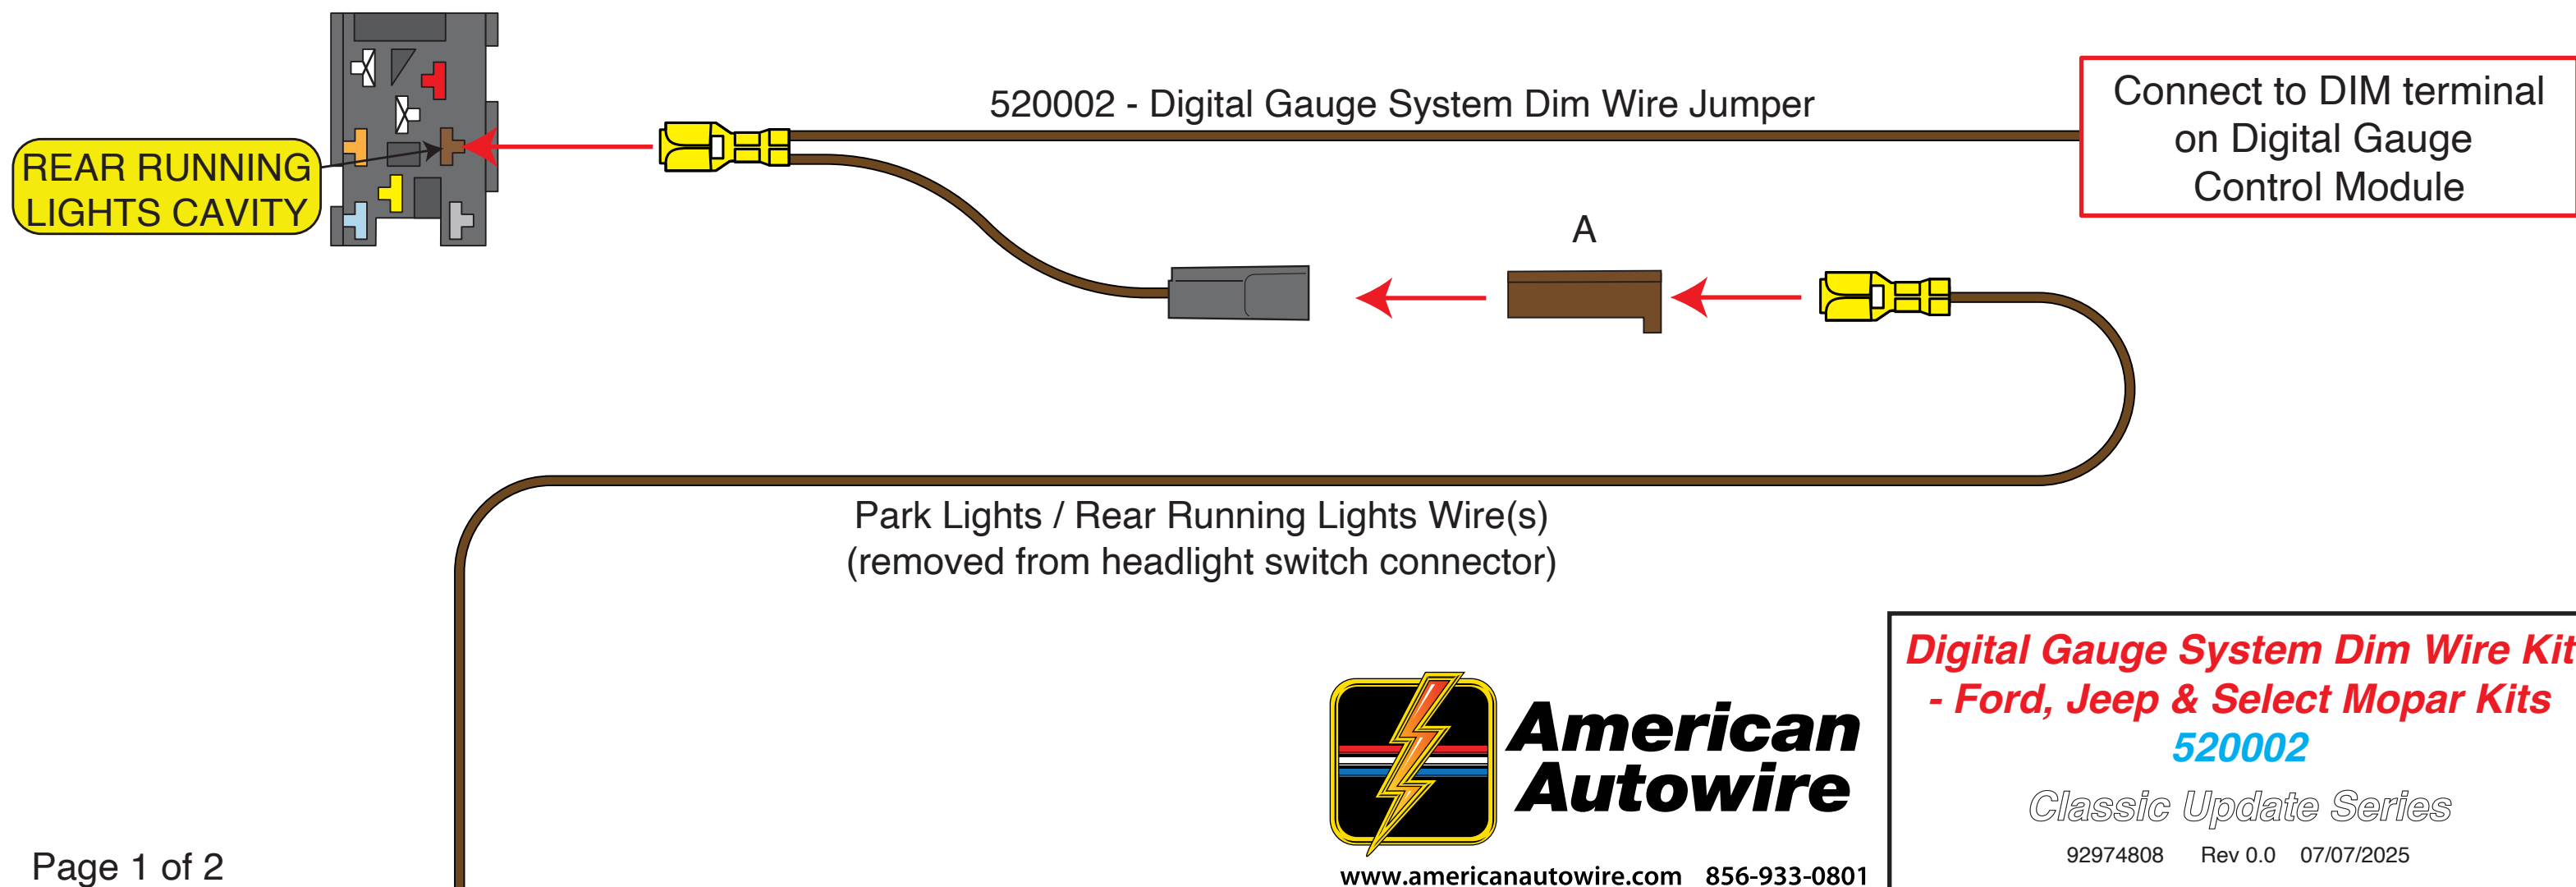 520002 - Digital Gauge System Dim Wire Jumper
Connect to DIM terminal
on Digital Gauge
Control Module
REAR RUNNING
LIGHTS CAVITY
A
Park Lights / Rear Running Lights Wire(s)
(removed from headlight switch connector)
American
Autowire
www.americanautowire.com 856-933-0801
Digital Gauge System Dim Wire Kit
- Ford, Jeep & Select Mopar Kits
520002
Classic Update Series
92974808 Rev 0.0 07/07/2025
Page 1 of 2